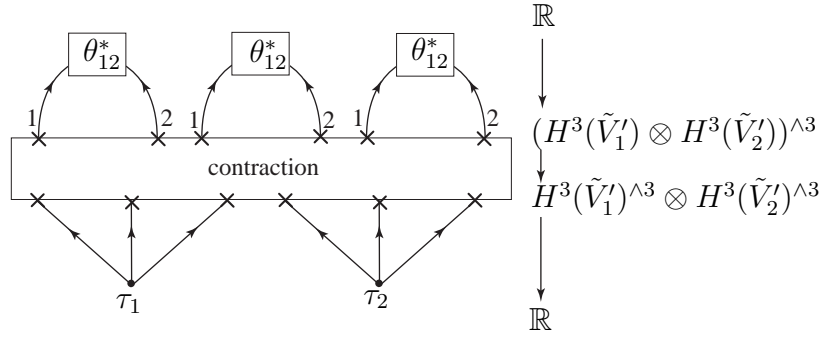 ℝ
θ*₁₂ θ*₁₂ θ*₁₂
1 2 1 2 1 2
(H³(Ṽ′₁) ⊗ H³(Ṽ′₂))^∧3
contraction
H³(Ṽ′₁)^∧3 ⊗ H³(Ṽ′₂)^∧3
τ₁ τ₂
ℝ